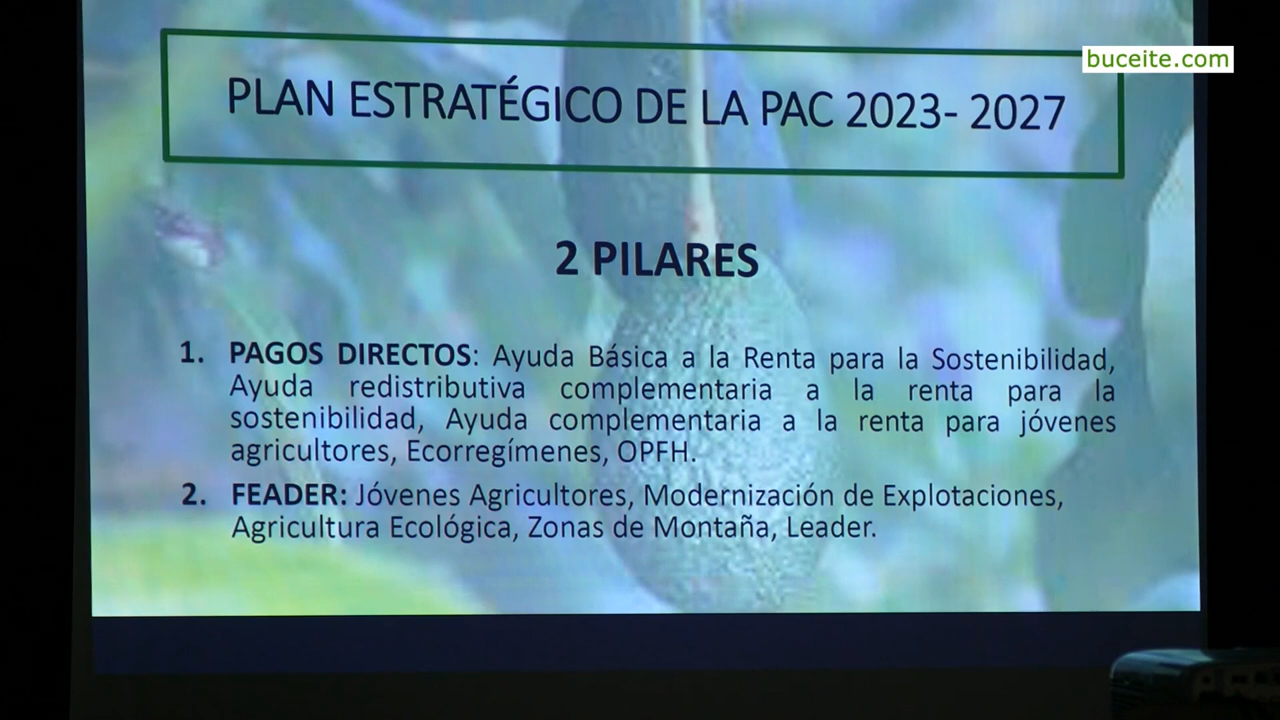 buceite.com
PLAN ESTRATÉGICO DE LA PAC 2023- 2027
2 PILARES
1. PAGOS DIRECTOS: Ayuda Básica a la Renta para la Sostenibilidad,
Ayuda redistributiva complementaria a la renta para la
sostenibilidad, Ayuda complementaria a la renta para jóvenes
agricultores, Ecorregímenes, OPFH.
2. FEADER: Jóvenes Agricultores, Modernización de Explotaciones,
Agricultura Ecológica, Zonas de Montaña, Leader.